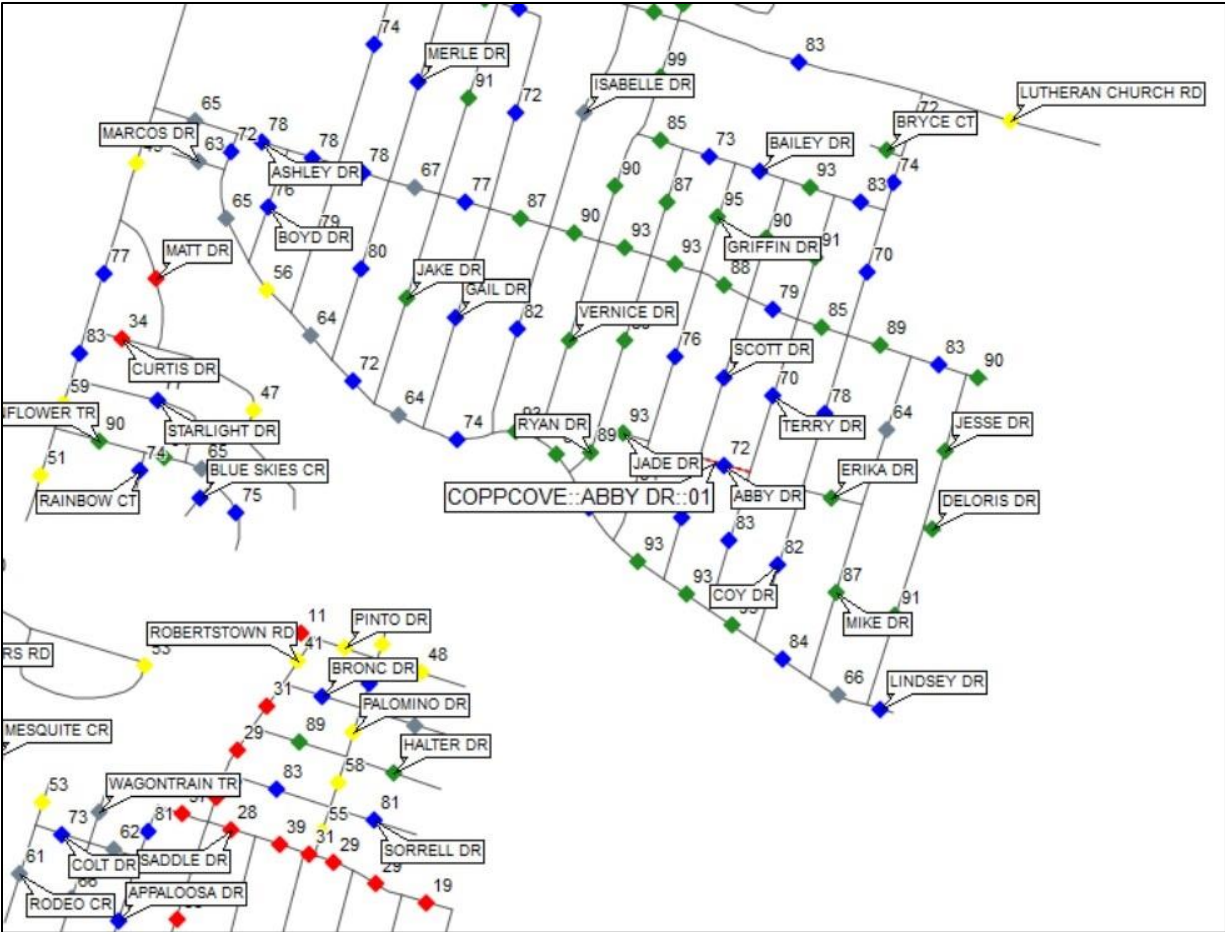 83
74
MERLE DR
99
91
ISABELLE DR
72
LUTHERAN CHURCH RD
65
72
BRYCE CT
MARCOS DR
63
72
78
78
85
73
BAILEY DR
ASHLEY DR
78
67
90
87
93
83
74
76
77
95
65
BOYD DR
79
87
90
93
90
GRIFFIN DR
91
MATT DR
93
70
77
80
JAKE DR
88
56
GAIL DR
79
34
64
82
VERNICE DR
85
83
76
89
CURTIS DR
SCOTT DR
83
90
72
70
59
47
64
78
64
NFLOWER TR
STARLIGHT DR
74
RYAN DR
93
TERRY DR
JESSE DR
90
89
JADE DR
72
74
65
BLUE SKIES CR
ERIKA DR
51
RAINBOW CT
COPPCOVE::ABBY DR::01
ABBY DR
DELORIS DR
75
83
93
82
93
COY DR
87
91
MIKE DR
11
PINTO DR
ROBERTSTOWN RD
41
84
RS RD
53
BRONC DR
48
66
LINDSEY DR
31
PALOMINO DR
MESQUITE CR
29
89
HALTER DR
83
58
WAGONTRAIN TR
53
81
73
62
81
28
55
39
31
29
SORRELL DR
COLT DR
SADDLE DR
61
29
19
RODEO CR
APPALOOSA DR